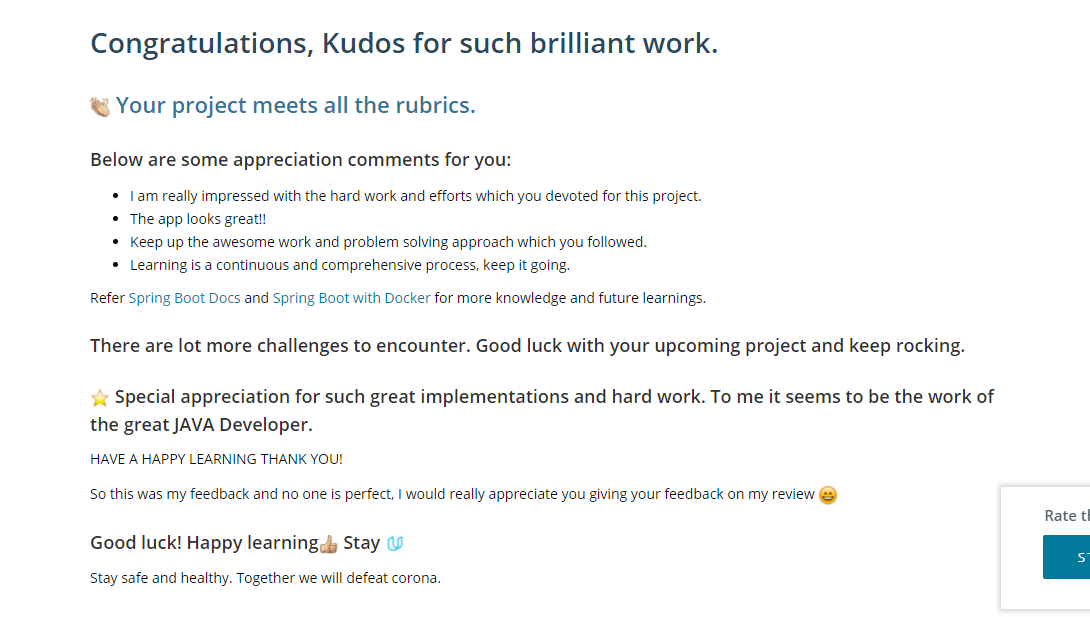 Congratulations, Kudos for such brilliant work.
👏🏼 Your project meets all the rubrics.
Below are some appreciation comments for you:
• I am really impressed with the hard work and efforts which you devoted for this project.
• The app looks great!!
• Keep up the awesome work and problem solving approach which you followed.
• Learning is a continuous and comprehensive process, keep it going.
Refer Spring Boot Docs and Spring Boot with Docker for more knowledge and future learnings.
There are lot more challenges to encounter. Good luck with your upcoming project and keep rocking.
⭐ Special appreciation for such great implementations and hard work. To me it seems to be the work of
the great JAVA Developer.
HAVE A HAPPY LEARNING THANK YOU!
So this was my feedback and no one is perfect, I would really appreciate you giving your feedback on my review 😄
Good luck! Happy learning👍🏼 Stay
Stay safe and healthy. Together we will defeat corona.
Rate